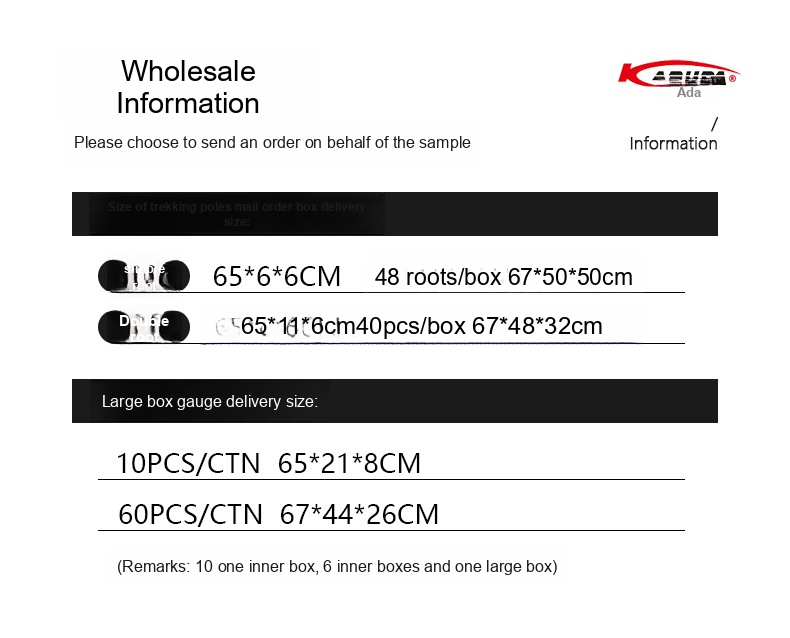 Wholesale
Information
Ada
Please choose to send an order on behalf of the sample
/
Information
Size of trekking poles mail order box delivery
size:
65*6*6CM 48 roots/box 67*50*50cm
Double
65*11*6cm40pcs/box 67*48*32cm
Large box gauge delivery size:
10PCS/CTN 65*21*8CM
60PCS/CTN 67*44*26CM
(Remarks: 10 one inner box, 6 inner boxes and one large box)